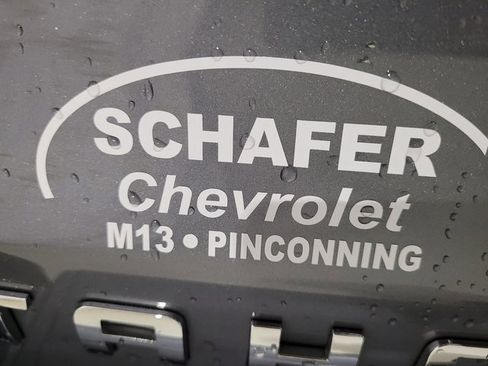 SCHAFER
Chevrolet
M13 • PINCONNING